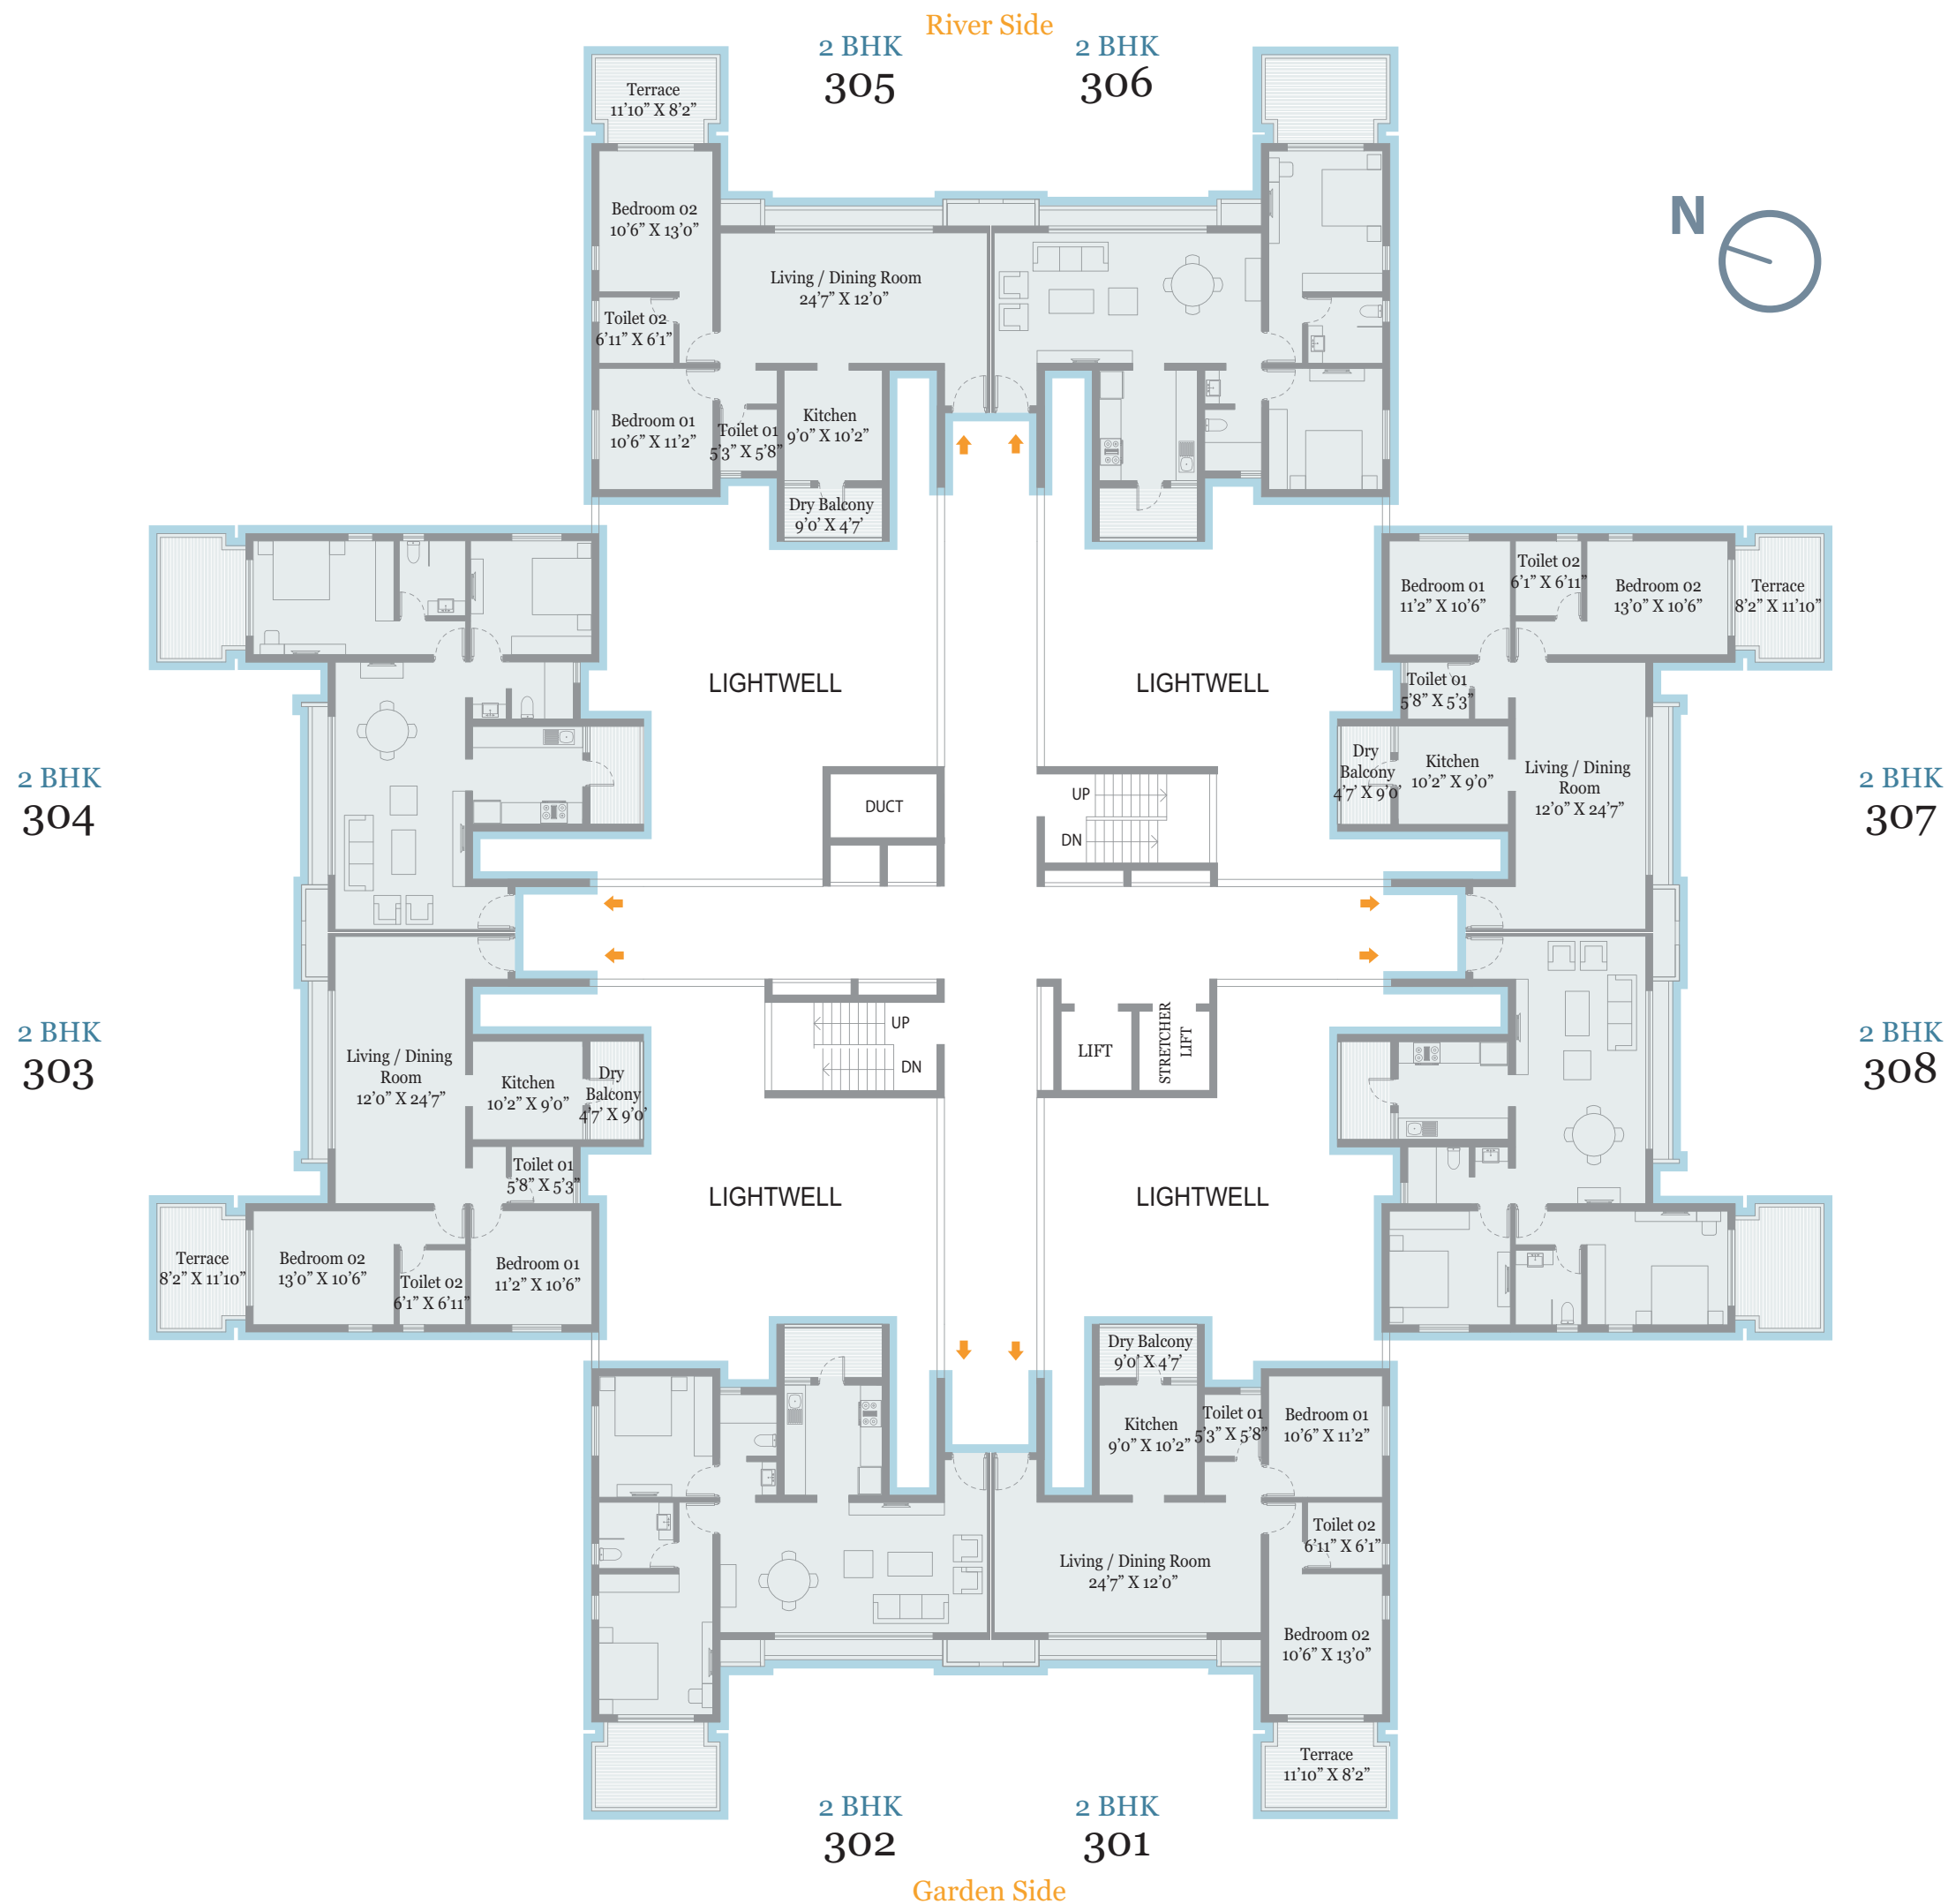 River Side
2 BHK
305
2 BHK
306
N
Terrace
11’10” X 8’2”
Bedroom 02
10’6” X 13’0”
Living / Dining Room
24’7” X 12’0”
Toilet 02
6’11” X 6’1”
Bedroom 01
10’6” X 11’2”
Toilet 01
5’3” X 5’8”
Kitchen
9’0” X 10’2”
Dry Balcony
9’0’ X 4’7’
Bedroom 01
11’2” X 10’6”
Toilet 02
6’1” X 6’11”
Bedroom 02
13’0” X 10’6”
Terrace
8’2” X 11’10”
Toilet 01
5’8” X 5’3”
Dry
Balcony
4’7’ X 9’0’
Kitchen
10’2” X 9’0”
Living / Dining
Room
12’0” X 24’7”
LIGHTWELL
LIGHTWELL
2 BHK
304
2 BHK
307
DUCT
UP
DN
UP
DN
LIFT
STRETCHER
LIFT
2 BHK
303
2 BHK
308
Living / Dining
Room
12’0” X 24’7”
Kitchen
10’2” X 9’0”
Dry
Balcony
4’7’ X 9’0’
Toilet 01
5’8” X 5’3”
Terrace
8’2” X 11’10”
Bedroom 02
13’0” X 10’6”
Toilet 02
6’1” X 6’11”
Bedroom 01
11’2” X 10’6”
LIGHTWELL
LIGHTWELL
Dry Balcony
9’0’ X 4’7’
Kitchen
9’0” X 10’2”
Toilet 01
5’3” X 5’8”
Bedroom 01
10’6” X 11’2”
Toilet 02
6’11” X 6’1”
Living / Dining Room
24’7” X 12’0”
Bedroom 02
10’6” X 13’0”
Terrace
11’10” X 8’2”
2 BHK
302
2 BHK
301
Garden Side